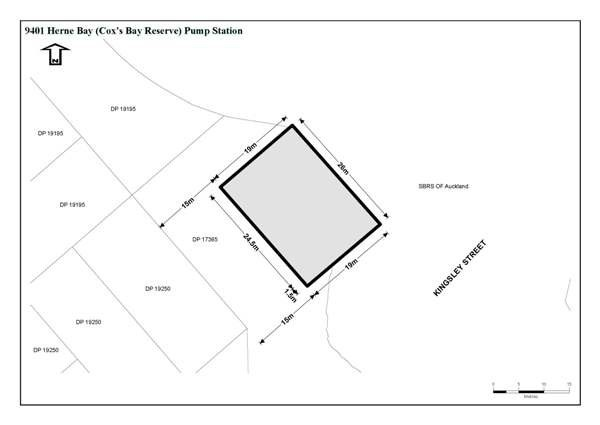 9401 Herne Bay (Cox's Bay Reserve) Pump Station
N
DP 19195
DP 19195
19m
26m
SBRS OF Auckland
15m
DP 19195
DP 17365
24.5m
KINGSLEY STREET
19m
DP 19250
1.5m
15m
DP 19250
DP 19250
0 5 10 15